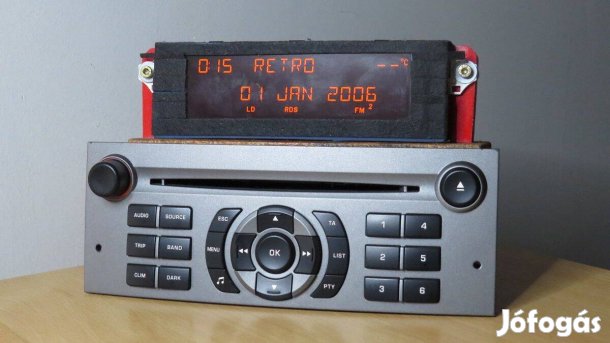 015 RETRO --°C
01 JAN 2006
LO RDS FM 2
AUDIO SOURCE ESC TA 1 4
TRIP BAND MENU OK LIST 2 5
CLIM DARK PTY 3 6
Jófogás